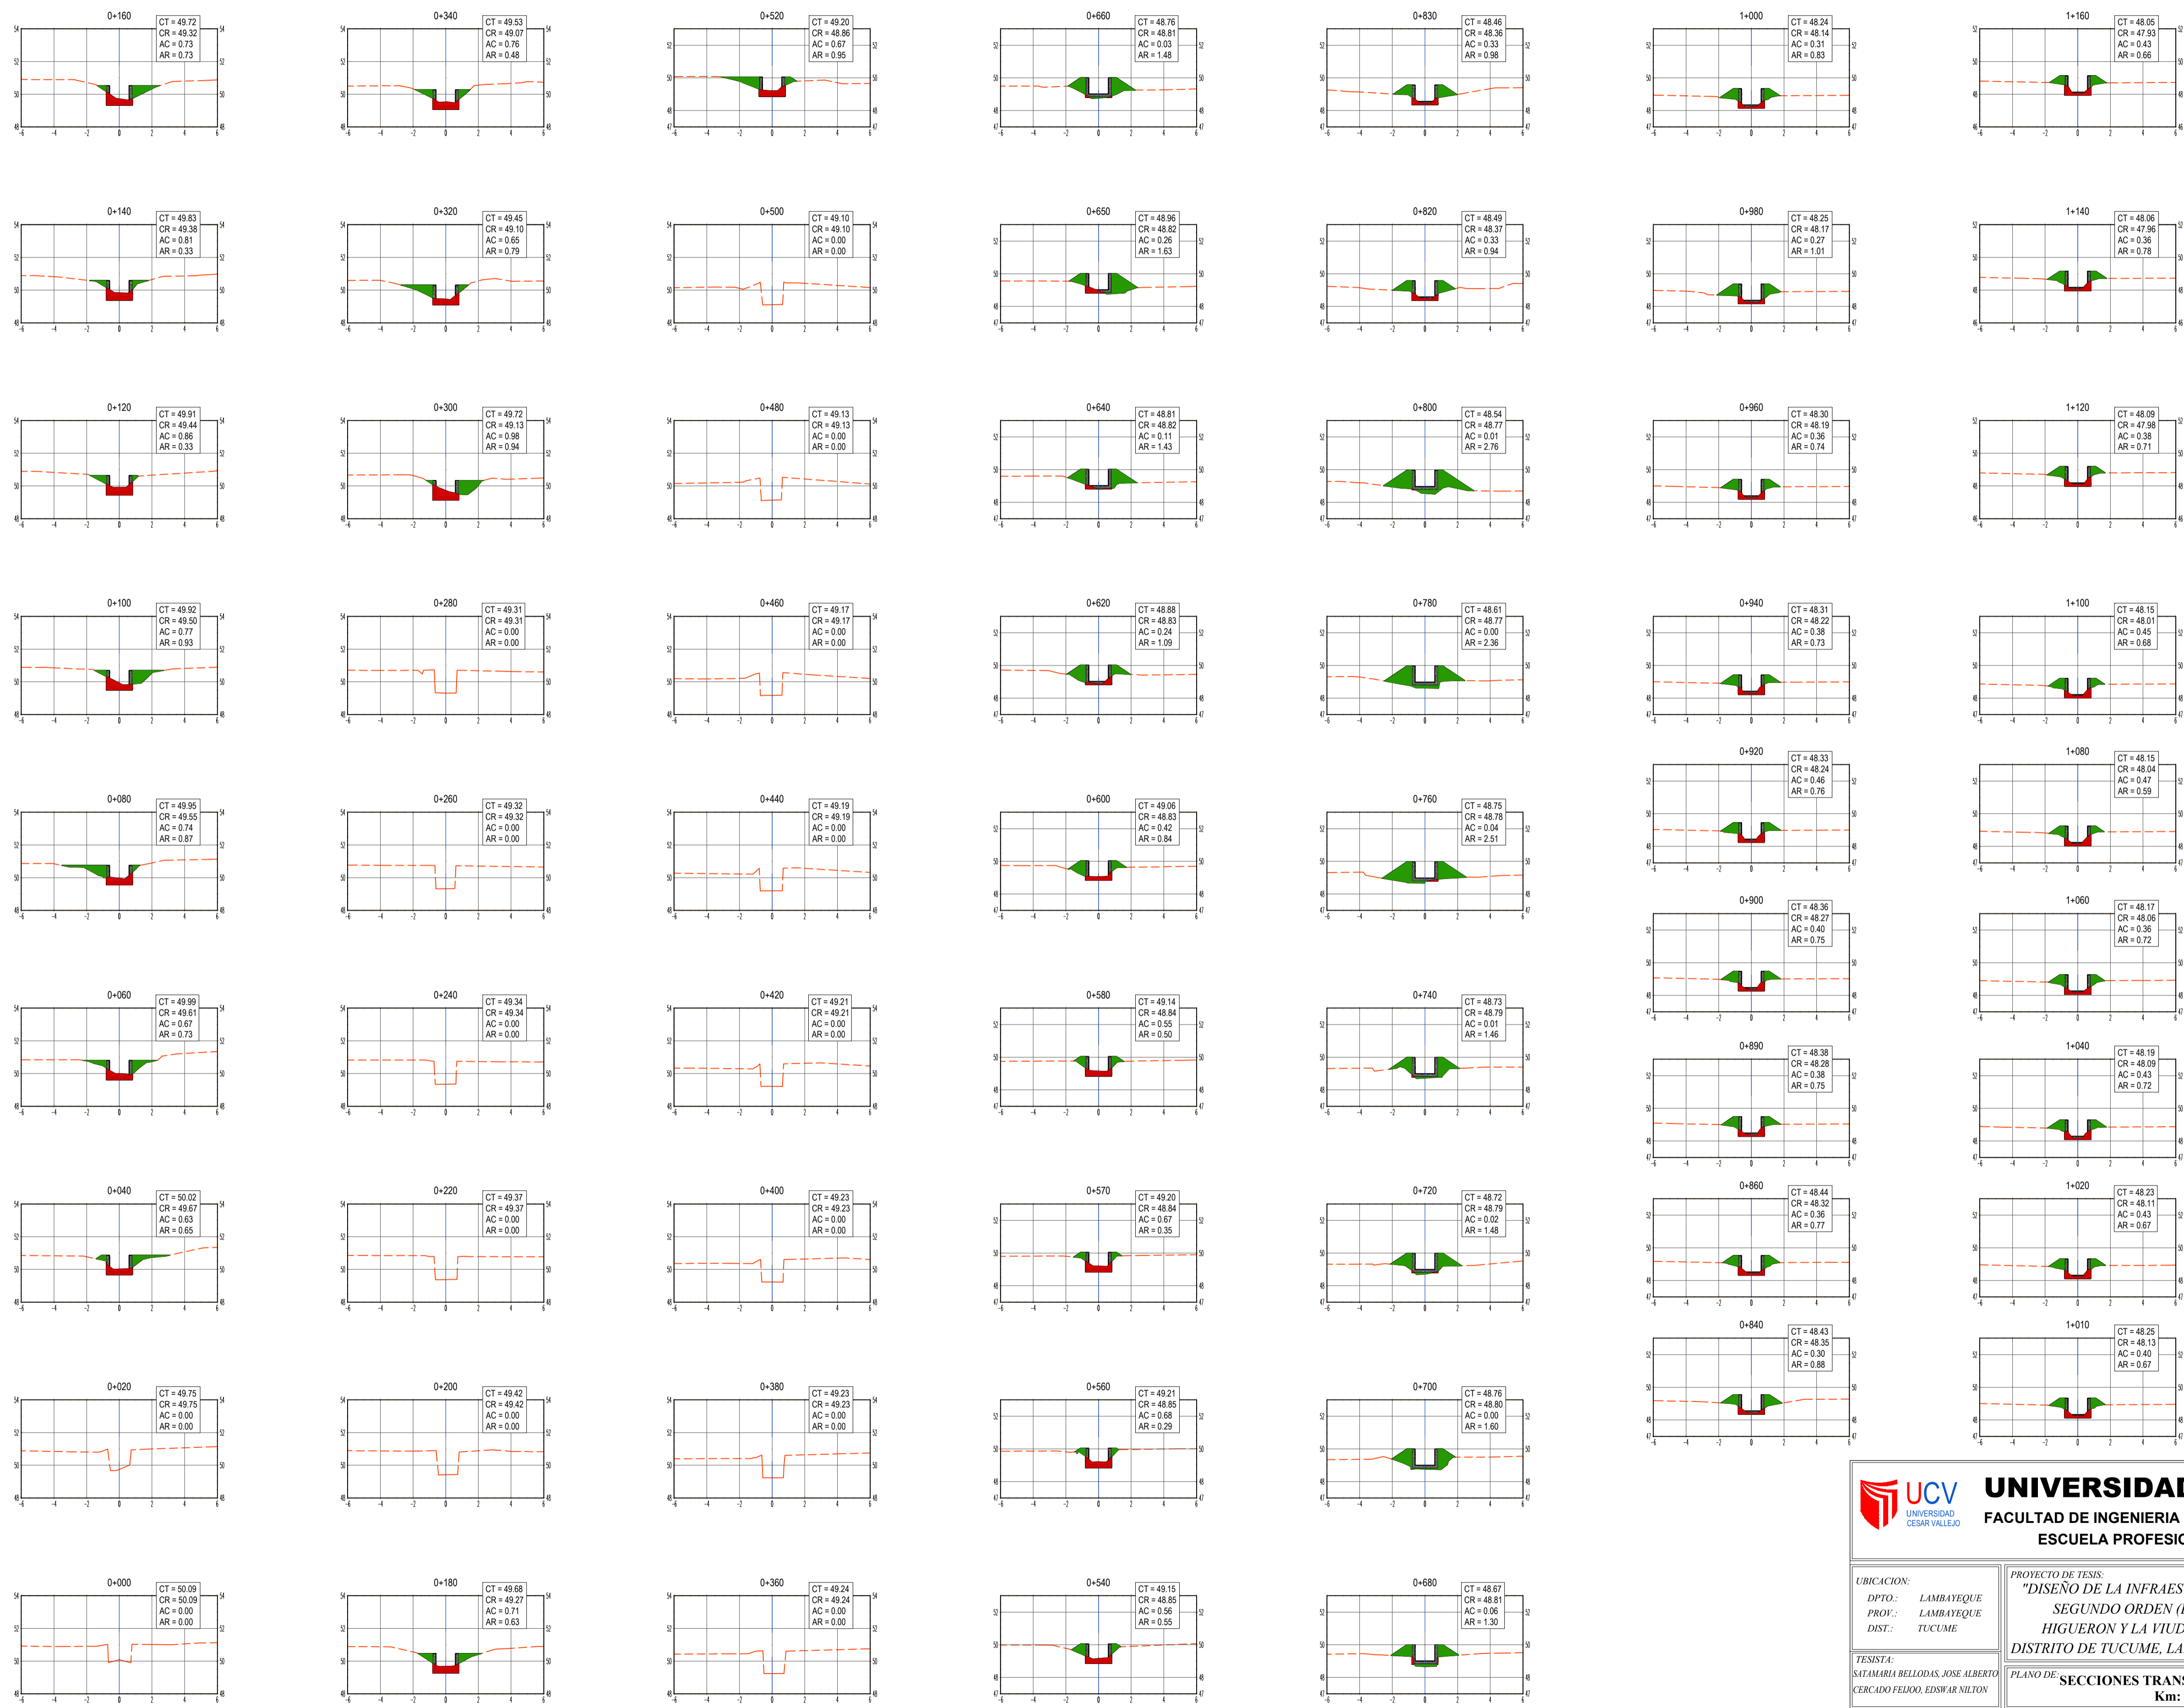 0+160
CT = 49.72
CR = 49.32
AC = 0.73
AR = 0.73
0+140
CT = 49.83
CR = 49.38
AC = 0.81
AR = 0.33
0+120
CT = 49.91
CR = 49.44
AC = 0.86
AR = 0.33
0+100
CT = 49.92
CR = 49.50
AC = 0.77
AR = 0.93
0+080
CT = 49.95
CR = 49.55
AC = 0.74
AR = 0.87
0+060
CT = 49.99
CR = 49.61
AC = 0.67
AR = 0.73
0+040
CT = 50.02
CR = 49.67
AC = 0.63
AR = 0.65
0+020
CT = 49.75
CR = 49.75
AC = 0.00
AR = 0.00
0+000
CT = 50.09
CR = 50.09
AC = 0.00
AR = 0.00
0+340
CT = 49.53
CR = 49.07
AC = 0.76
AR = 0.48
0+320
CT = 49.45
CR = 49.10
AC = 0.65
AR = 0.79
0+300
CT = 49.72
CR = 49.13
AC = 0.98
AR = 0.94
0+280
CT = 49.31
CR = 49.31
AC = 0.00
AR = 0.00
0+260
CT = 49.32
CR = 49.32
AC = 0.00
AR = 0.00
0+240
CT = 49.34
CR = 49.34
AC = 0.00
AR = 0.00
0+220
CT = 49.37
CR = 49.37
AC = 0.00
AR = 0.00
0+200
CT = 49.42
CR = 49.42
AC = 0.00
AR = 0.00
0+180
CT = 49.68
CR = 49.27
AC = 0.71
AR = 0.63
0+520
CT = 49.20
CR = 48.86
AC = 0.67
AR = 0.95
0+500
CT = 49.10
CR = 49.10
AC = 0.00
AR = 0.00
0+480
CT = 49.13
CR = 49.13
AC = 0.00
AR = 0.00
0+460
CT = 49.17
CR = 49.17
AC = 0.00
AR = 0.00
0+440
CT = 49.19
CR = 49.19
AC = 0.00
AR = 0.00
0+420
CT = 49.21
CR = 49.21
AC = 0.00
AR = 0.00
0+400
CT = 49.23
CR = 49.23
AC = 0.00
AR = 0.00
0+380
CT = 49.23
CR = 49.23
AC = 0.00
AR = 0.00
0+360
CT = 49.24
CR = 49.24
AC = 0.00
AR = 0.00
0+660
CT = 48.76
CR = 48.81
AC = 0.03
AR = 1.48
0+650
CT = 48.96
CR = 48.82
AC = 0.26
AR = 1.63
0+640
CT = 48.81
CR = 48.82
AC = 0.11
AR = 1.43
0+620
CT = 48.88
CR = 48.83
AC = 0.24
AR = 1.09
0+600
CT = 49.06
CR = 48.83
AC = 0.42
AR = 0.84
0+580
CT = 49.14
CR = 48.84
AC = 0.55
AR = 0.50
0+570
CT = 49.20
CR = 48.84
AC = 0.67
AR = 0.35
0+560
CT = 49.21
CR = 48.85
AC = 0.68
AR = 0.29
0+540
CT = 49.15
CR = 48.85
AC = 0.56
AR = 0.55
0+830
CT = 48.46
CR = 48.36
AC = 0.33
AR = 0.98
0+820
CT = 48.49
CR = 48.37
AC = 0.33
AR = 0.94
0+800
CT = 48.54
CR = 48.77
AC = 0.01
AR = 2.76
0+780
CT = 48.61
CR = 48.77
AC = 0.00
AR = 2.36
0+760
CT = 48.75
CR = 48.78
AC = 0.04
AR = 2.51
0+740
CT = 48.73
CR = 48.79
AC = 0.01
AR = 1.46
0+720
CT = 48.72
CR = 48.79
AC = 0.02
AR = 1.48
0+700
CT = 48.76
CR = 48.80
AC = 0.00
AR = 1.60
0+680
CT = 48.67
CR = 48.81
AC = 0.06
AR = 1.30
1+000
CT = 48.24
CR = 48.14
AC = 0.31
AR = 0.83
0+980
CT = 48.25
CR = 48.17
AC = 0.27
AR = 1.01
0+960
CT = 48.30
CR = 48.19
AC = 0.36
AR = 0.74
0+940
CT = 48.31
CR = 48.22
AC = 0.38
AR = 0.73
0+920
CT = 48.33
CR = 48.24
AC = 0.46
AR = 0.76
0+900
CT = 48.36
CR = 48.27
AC = 0.40
AR = 0.75
0+890
CT = 48.38
CR = 48.28
AC = 0.38
AR = 0.75
0+860
CT = 48.44
CR = 48.32
AC = 0.36
AR = 0.77
0+840
CT = 48.43
CR = 48.35
AC = 0.30
AR = 0.88
1+160
CT = 48.05
CR = 47.93
AC = 0.43
AR = 0.66
1+140
CT = 48.06
CR = 47.96
AC = 0.36
AR = 0.78
1+120
CT = 48.09
CR = 47.98
AC = 0.38
AR = 0.71
1+100
CT = 48.15
CR = 48.01
AC = 0.45
AR = 0.68
1+080
CT = 48.15
CR = 48.04
AC = 0.47
AR = 0.59
1+060
CT = 48.17
CR = 48.06
AC = 0.36
AR = 0.72
1+040
CT = 48.19
CR = 48.09
AC = 0.43
AR = 0.72
1+020
CT = 48.23
CR = 48.11
AC = 0.43
AR = 0.67
1+010
CT = 48.25
CR = 48.13
AC = 0.40
AR = 0.67
UCV
UNIVERSIDAD
CESAR VALLEJO
FACULTAD DE INGENIERIA
ESCUELA
UBICACION:
DPTO.: LAMBAYEQUE
PROV.: LAMBAYEQUE
DIST.: TUCUME
TESISTA:
SATAMARIA BELLODAS, JOSE ALBERTO
CERCADO FEIJOO, EDSWAR NILTON
PROYECTO DE TESIS:
"DISEÑO DE LA
SEGUNDO ORDEN
HIGUERON Y LA
DISTRITO DE TUCUME,
PLANO DE:
SECCIONES
Km: